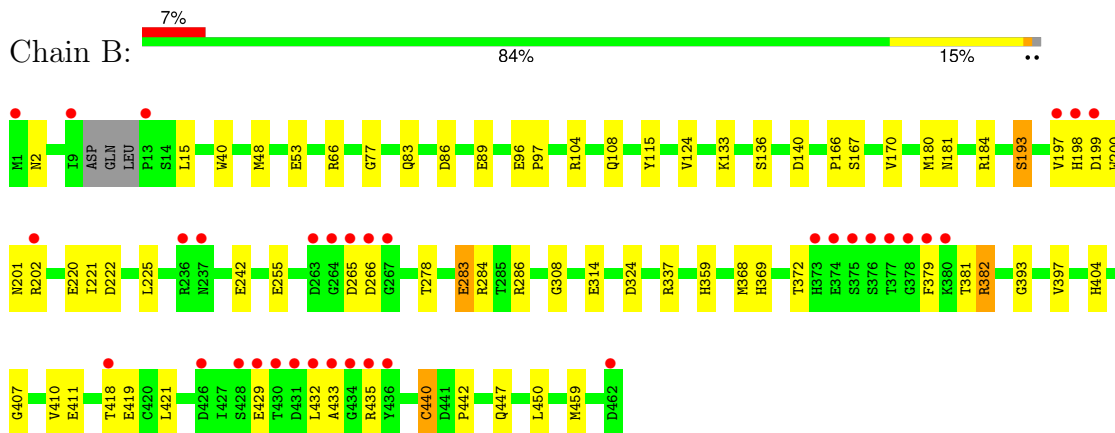 7%
Chain B:
84%
15%
••
M1 N2 I9 ASP GLN LEU P13 S14 L15 W40 M48 E53 R66 G77 Q83 D86 E89 E96 P97 R104 Q108 Y115 V124 K133 S136 D140 P166 S167 V170 M180 N181 R184 S193 V197 H198 D199
N201 R202 E220 I221 D222 L225 R236 N237 E242 E255 D263 G264 D265 D266 G267 T278 E283 R284 T285 R286 G308 E314 D324 R337 H359 M368 H369 T372 H373 E374 S375 S376 T377 G378 F379 K380 T381 R382 G393 V397 H404
G407 V410 E411 T418 E419 C420 L421 D426 I427 S428 E429 T430 D431 L432 A433 G434 R435 Y436 C440 D441 P442 Q447 L450 M459 D462